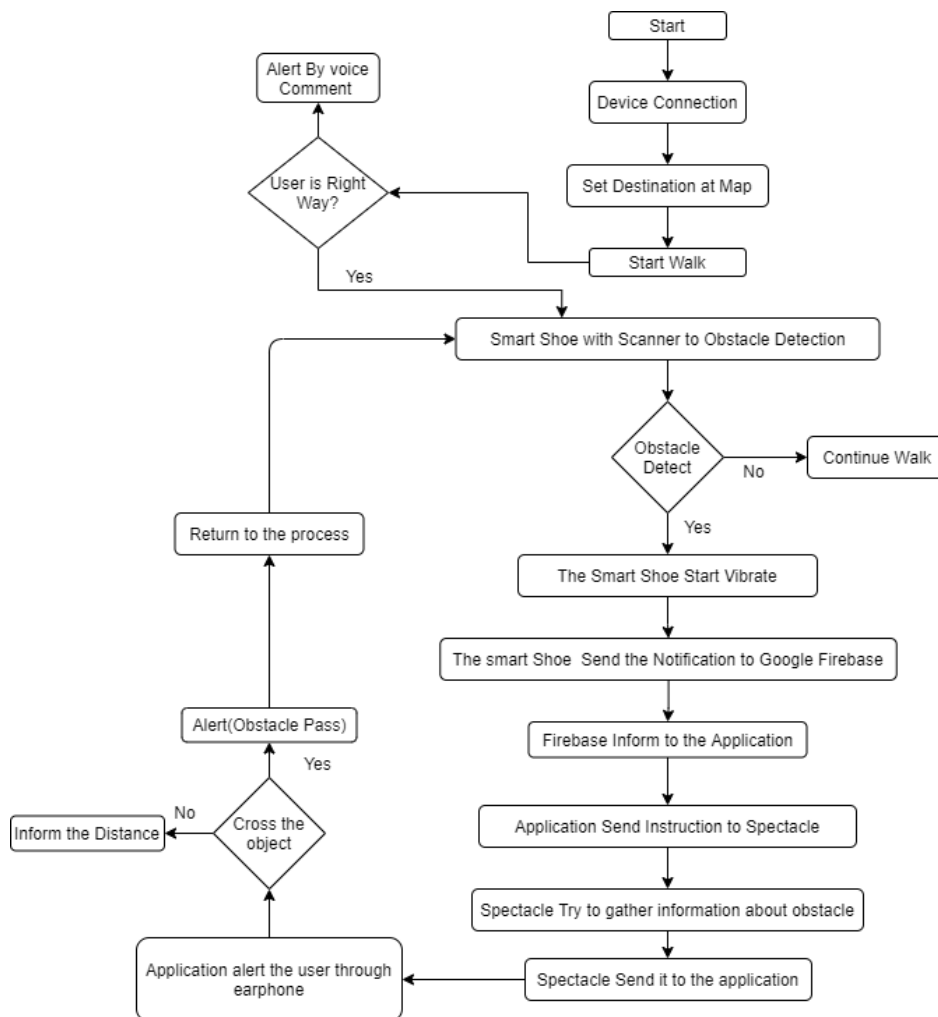 Start
Alert By voice
Comment
Device Connection
User is Right
Way?
Set Destination at Map
Start Walk
Yes
Smart Shoe with Scanner to Obstacle Detection
Obstacle
Detect
No
Continue Walk
Yes
Return to the process
The Smart Shoe Start Vibrate
The smart Shoe  Send the Notification to Google Firebase
Alert(Obstacle Pass)
Firebase Inform to the Application
Yes
No
Inform the Distance
Cross the
object
Application Send Instruction to Spectacle
Spectacle Try to gather information about obstacle
Application alert the user through
earphone
Spectacle Send it to the application